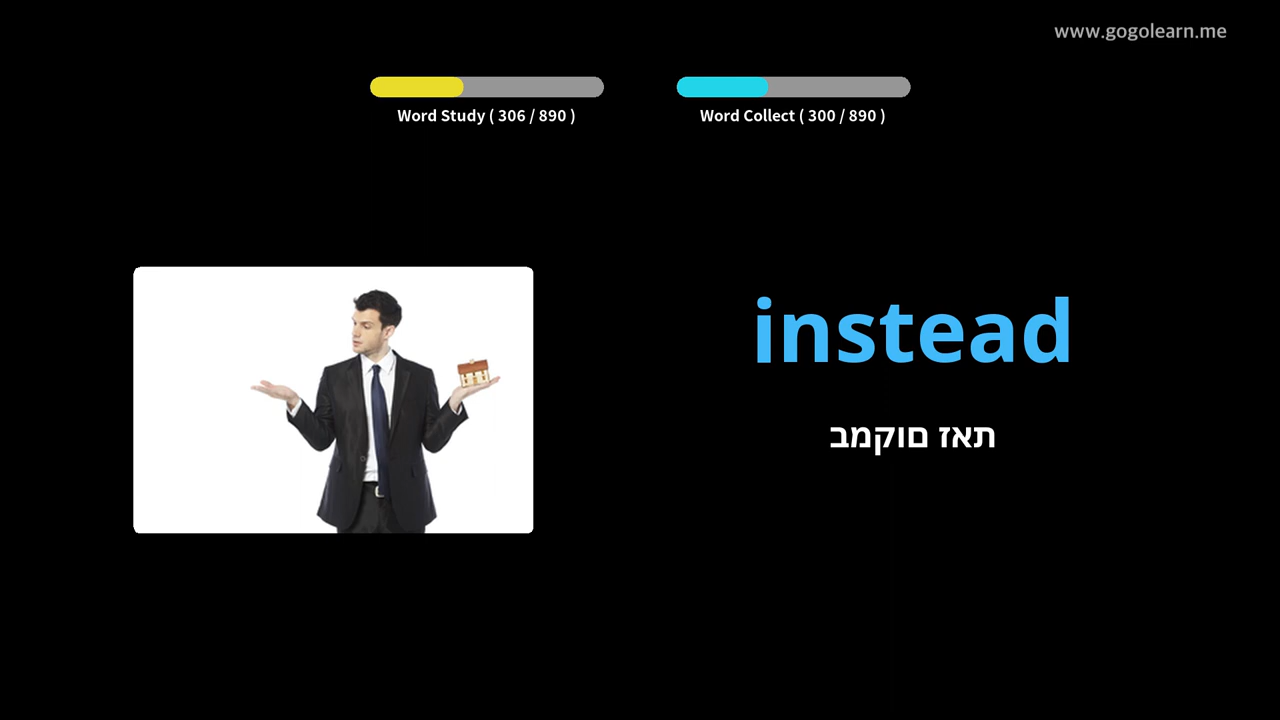 www.gogolearn.me
Word Study ( 306 / 890 )
Word Collect ( 300 / 890 )
instead
תאז םוקמב